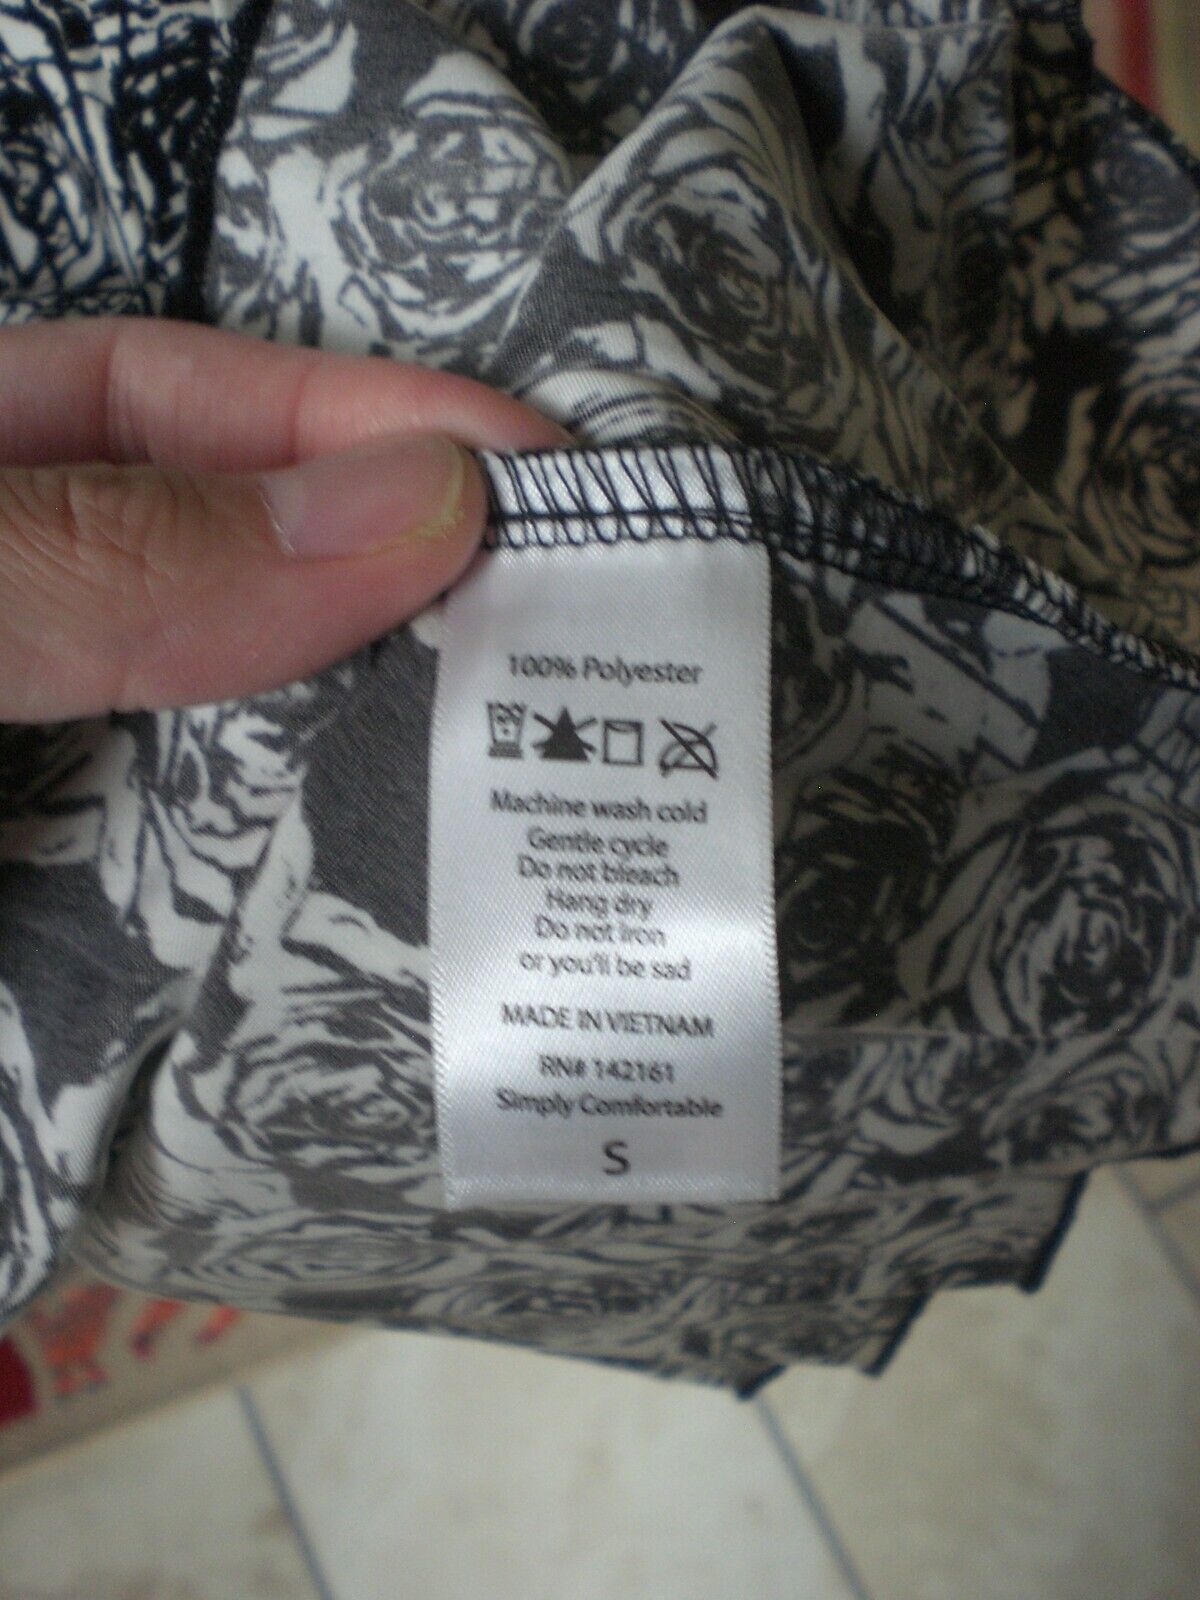 100% Polyester
Machine wash cold
Gentle cycle
Do not bleach
Hang dry
Do not iron
or you'll be sad
MADE IN VIETNAM
RN# 142161
Simply Comfortable
S